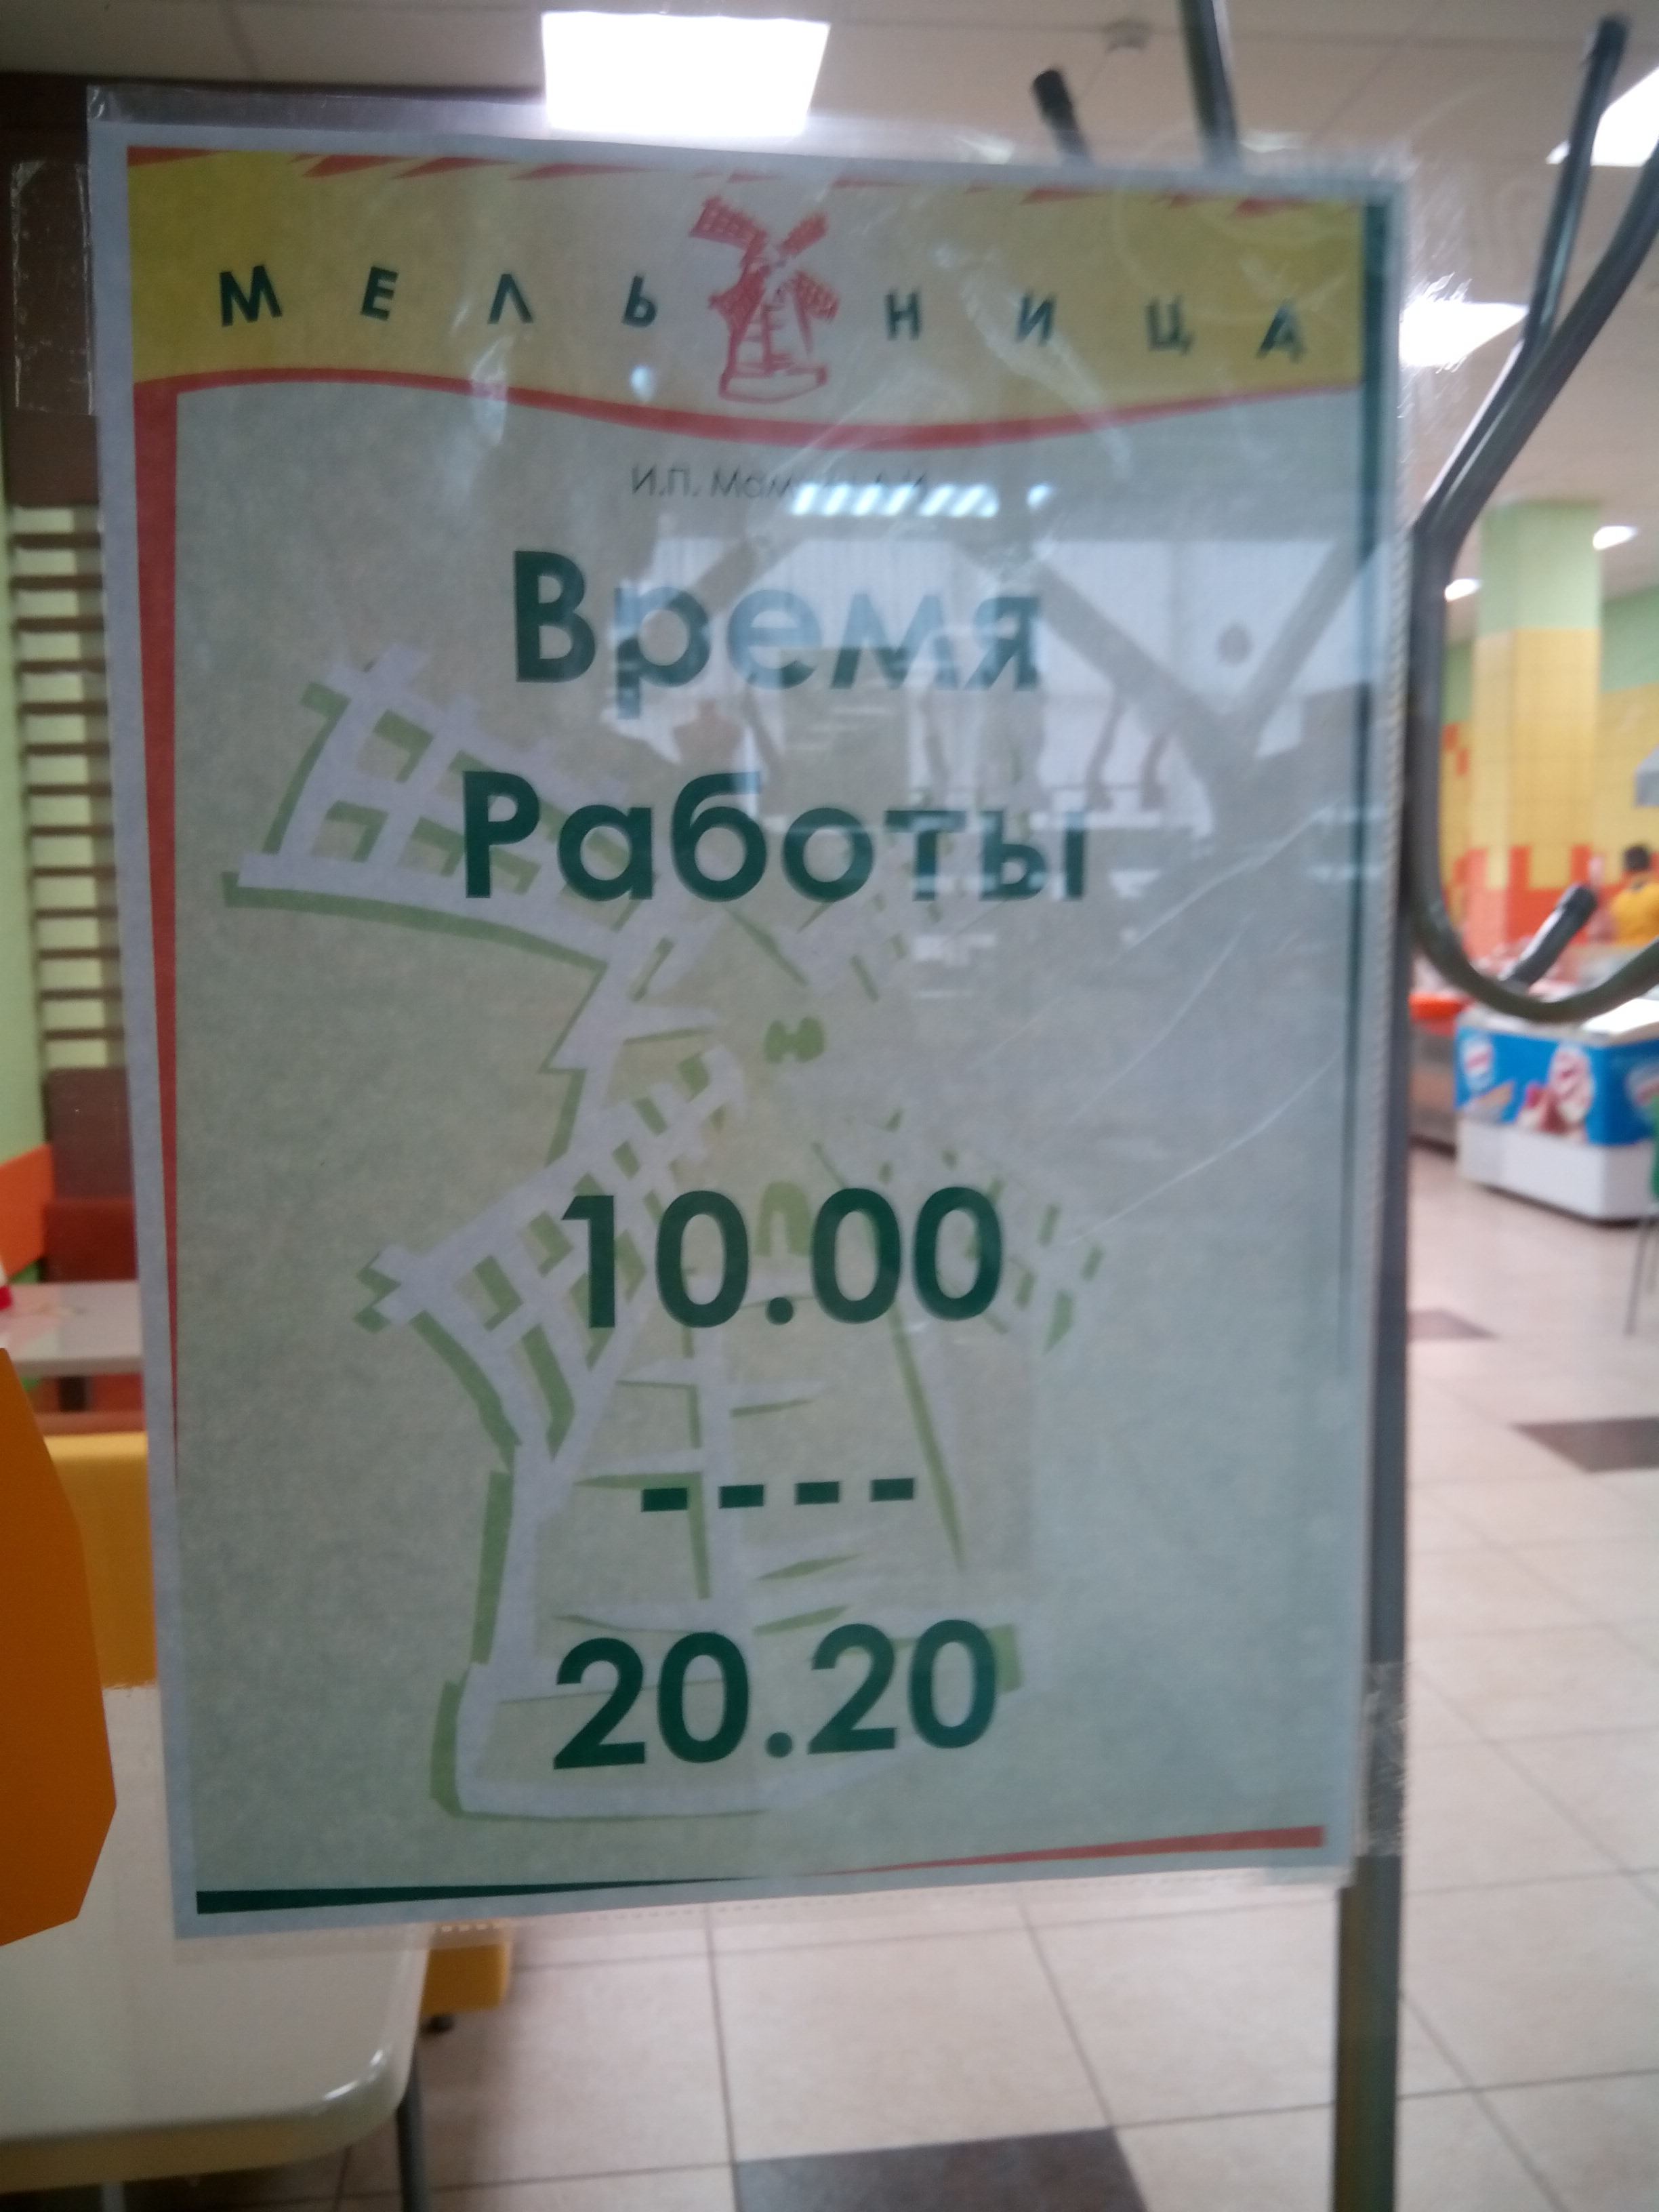 МЕЛЬНИЦА
И.П.
Время
Работы
10.00
----
20.20